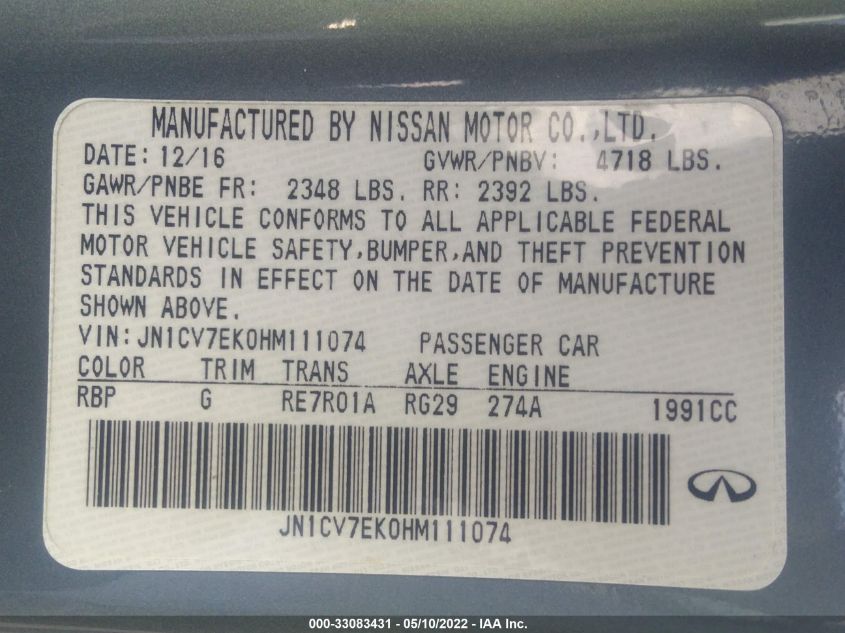 MANUFACTURED BY NISSAN MOTOR CO.,LTD.
DATE: 12/16 GVWR/PNBV: 4718 LBS.
GAWR/PNBE FR: 2348 LBS. RR: 2392 LBS.
THIS VEHICLE CONFORMS TO ALL APPLICABLE FEDERAL
MOTOR VEHICLE SAFETY,BUMPER,AND THEFT PREVENTION
STANDARDS IN EFFECT ON THE DATE OF MANUFACTURE
SHOWN ABOVE.
VIN: JN1CV7EK0HM111074 PASSENGER CAR
COLOR TRIM TRANS AXLE ENGINE
RBP G RE7R01A RG29 274A 1991CC
JN1CV7EK0HM111074
000-33083431 - 05/10/2022 - IAA Inc.